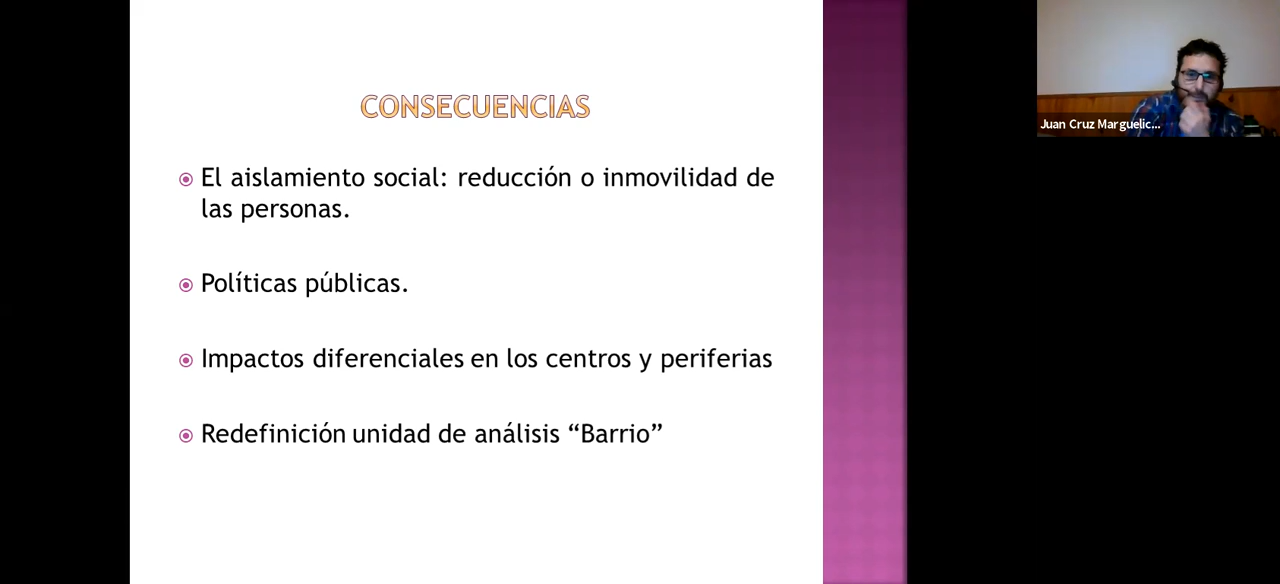 CONSECUENCIAS
El aislamiento social: reducción o inmovilidad de
las personas.
Políticas públicas.
Impactos diferenciales en los centros y periferias
Redefinición unidad de análisis “Barrio”
Juan Cruz Marguelic...